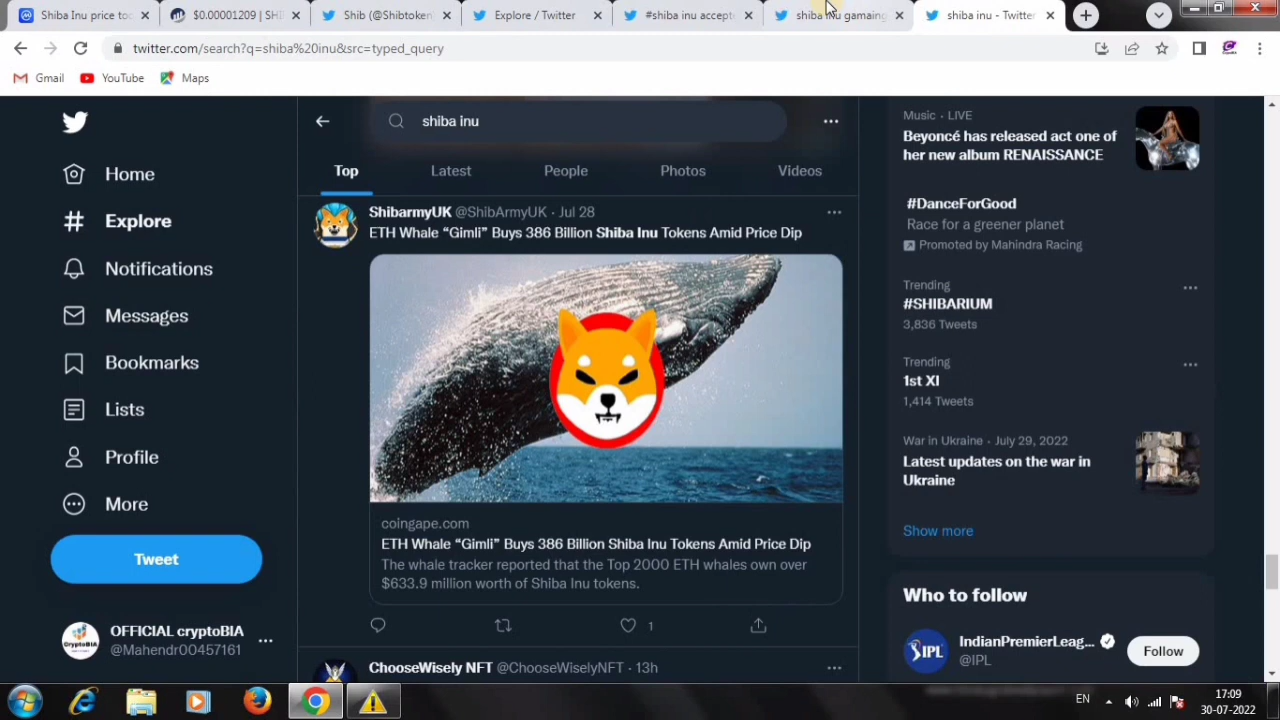 Shiba Inu price toc
$0.00001209 | SHI
Shib (@Shibtoken
Explore / Twitter
#shiba inu accept
shiba inu gamaing
shiba inu - Twitter
twitter.com/search?q=shiba%20inu&src=typed_query
Gmail
YouTube
Maps
shiba inu
Top
Latest
People
Photos
Videos
Home
Explore
Notifications
Messages
Bookmarks
Lists
Profile
More
Tweet
OFFICIAL cryptoBIA
@Mahendr00457161
ShibarmyUK @ShibArmyUK · Jul 28
ETH Whale “Gimli” Buys 386 Billion Shiba Inu Tokens Amid Price Dip
coingape.com
ETH Whale “Gimli” Buys 386 Billion Shiba Inu Tokens Amid Price Dip
The whale tracker reported that the Top 2000 ETH whales own over
$633.9 million worth of Shiba Inu tokens.
1
ChooseWisely NFT @ChooseWiselyNFT · 13h
Music · LIVE
Beyoncé has released act one of
her new album RENAISSANCE
#DanceForGood
Race for a greener planet
Promoted by Mahindra Racing
Trending
#SHIBARIUM
3,836 Tweets
Trending
1st XI
1,414 Tweets
War in Ukraine · July 29, 2022
Latest updates on the war in
Ukraine
Show more
Who to follow
IPL
IndianPremierLeag...
@IPL
Follow
EN
17:09
30-07-2022